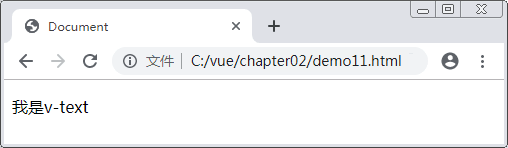 Document
文件 C:/vue/chapter02/demo11.html
我是v-text